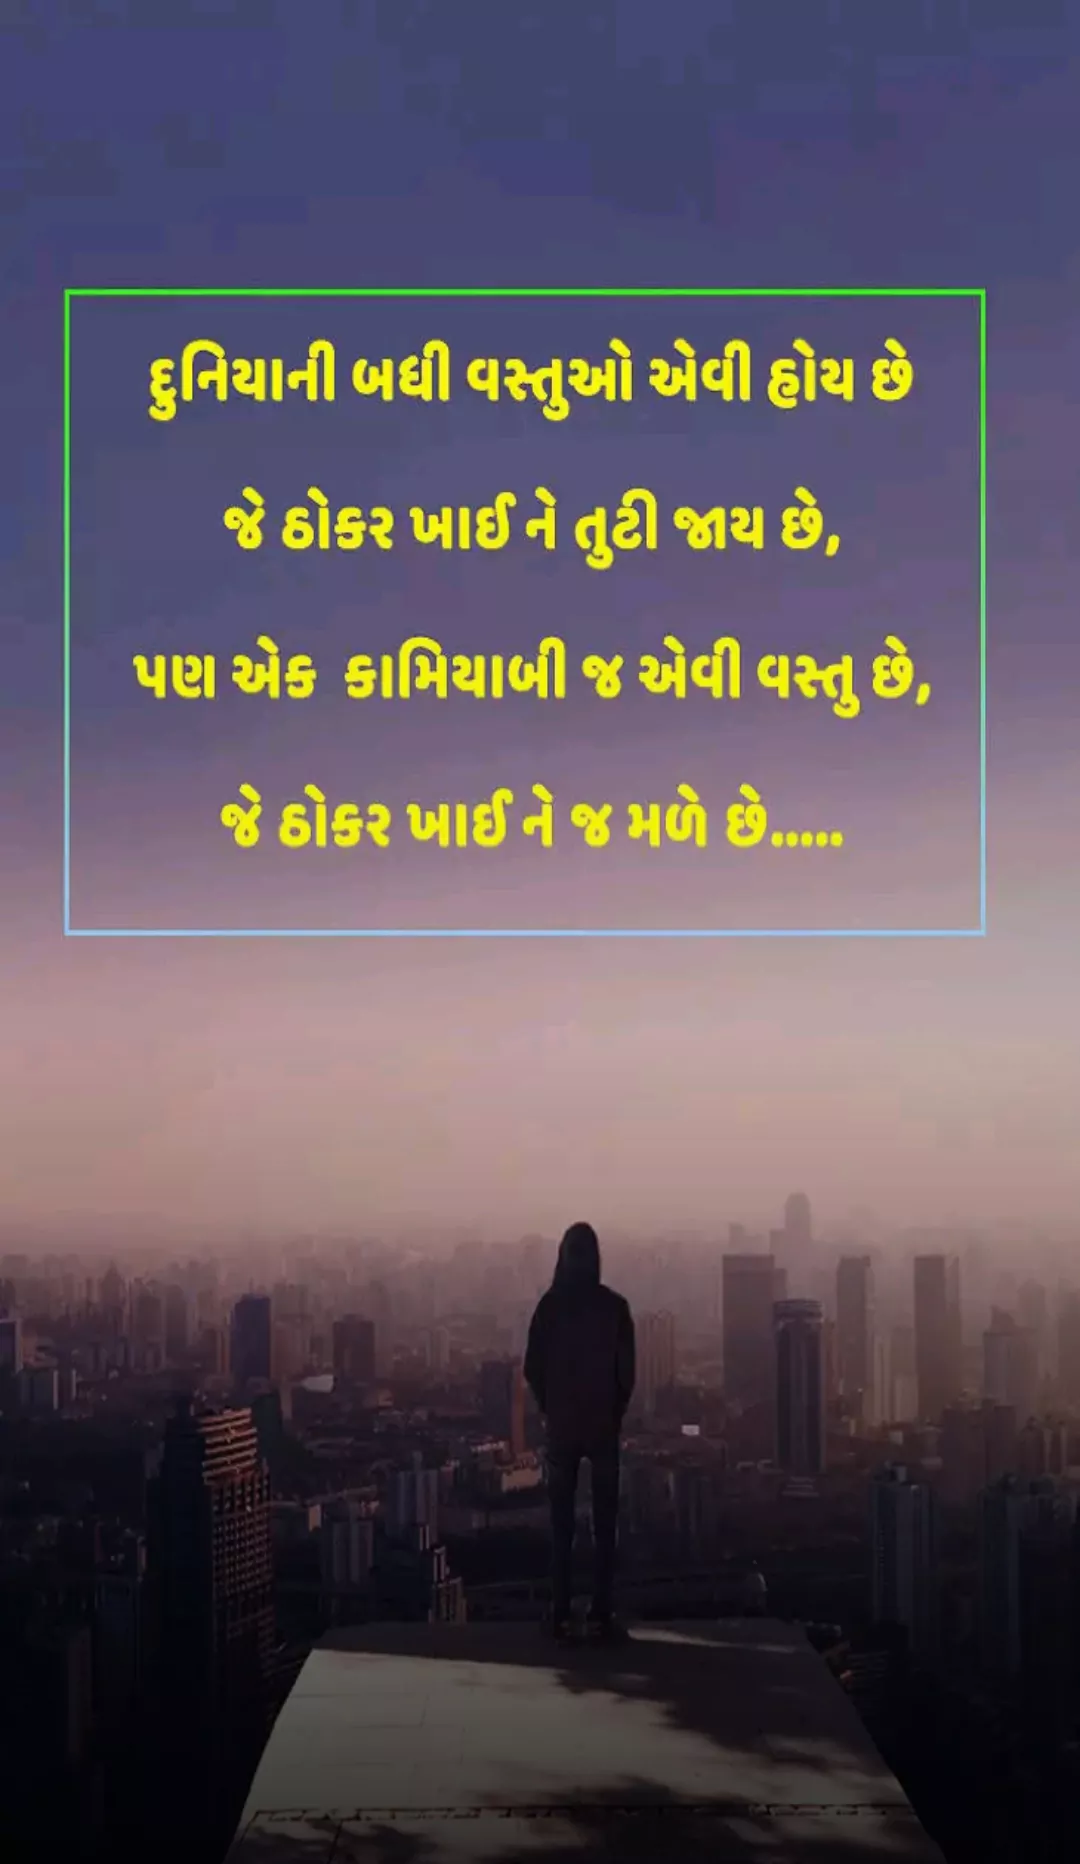 દુનિયાની બધી વસ્તુઓ એવી હોય છે
જે ઠોકર ખાઈ ને તુટી જાય છે,
પણ એક કામિયાબી જ એવી વસ્તુ છે,
જે ઠોકર ખાઈ ને જ મળે છે.....